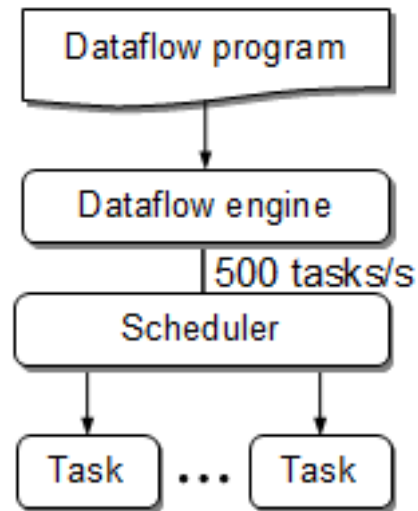 Dataflow program
Dataflow engine
500 tasks/s
Scheduler
Task ... Task